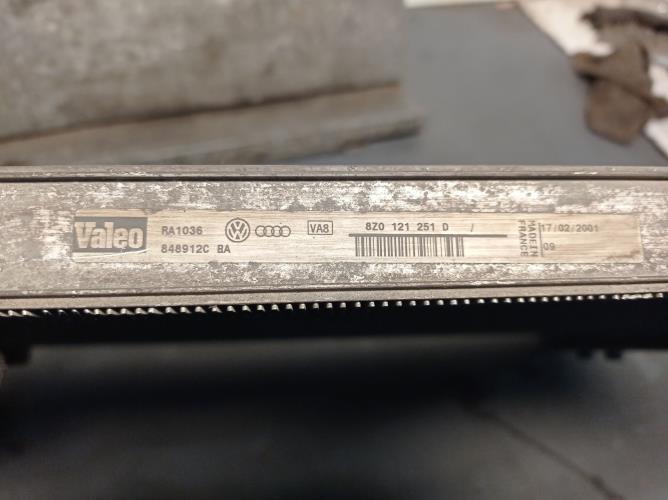 Valeo
RA1036
848912C BA
VA8
8Z0 121 251 D /
MADE IN
FRANCE
17/02/2001
09